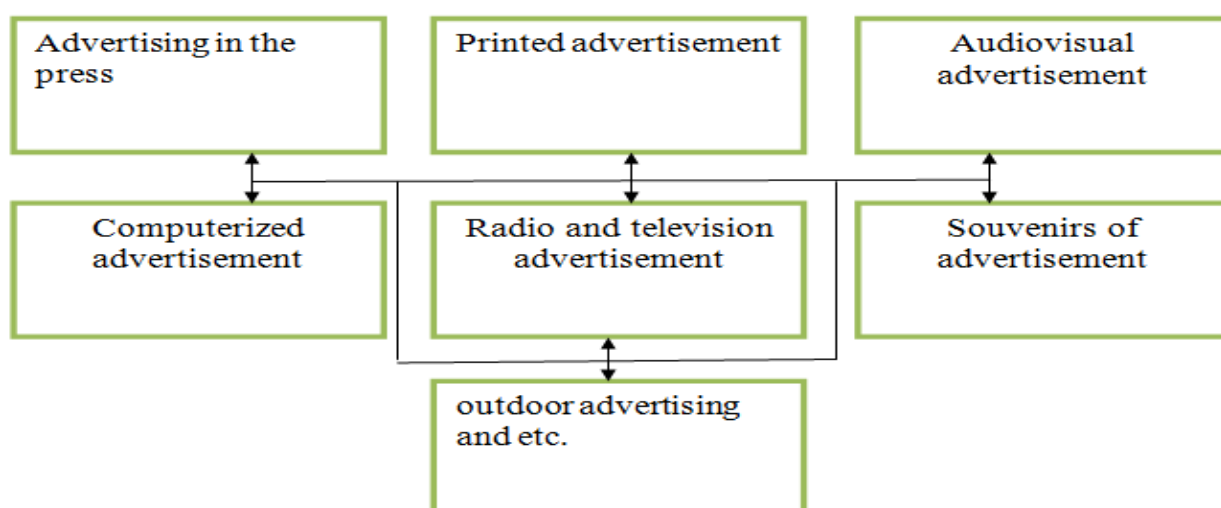 Advertising in the
press
Printed advertisement
Audiovisual
advertisement
Computerized
advertisement
Radio and television
advertisement
Souvenirs of
advertisement
outdoor advertising
and etc.